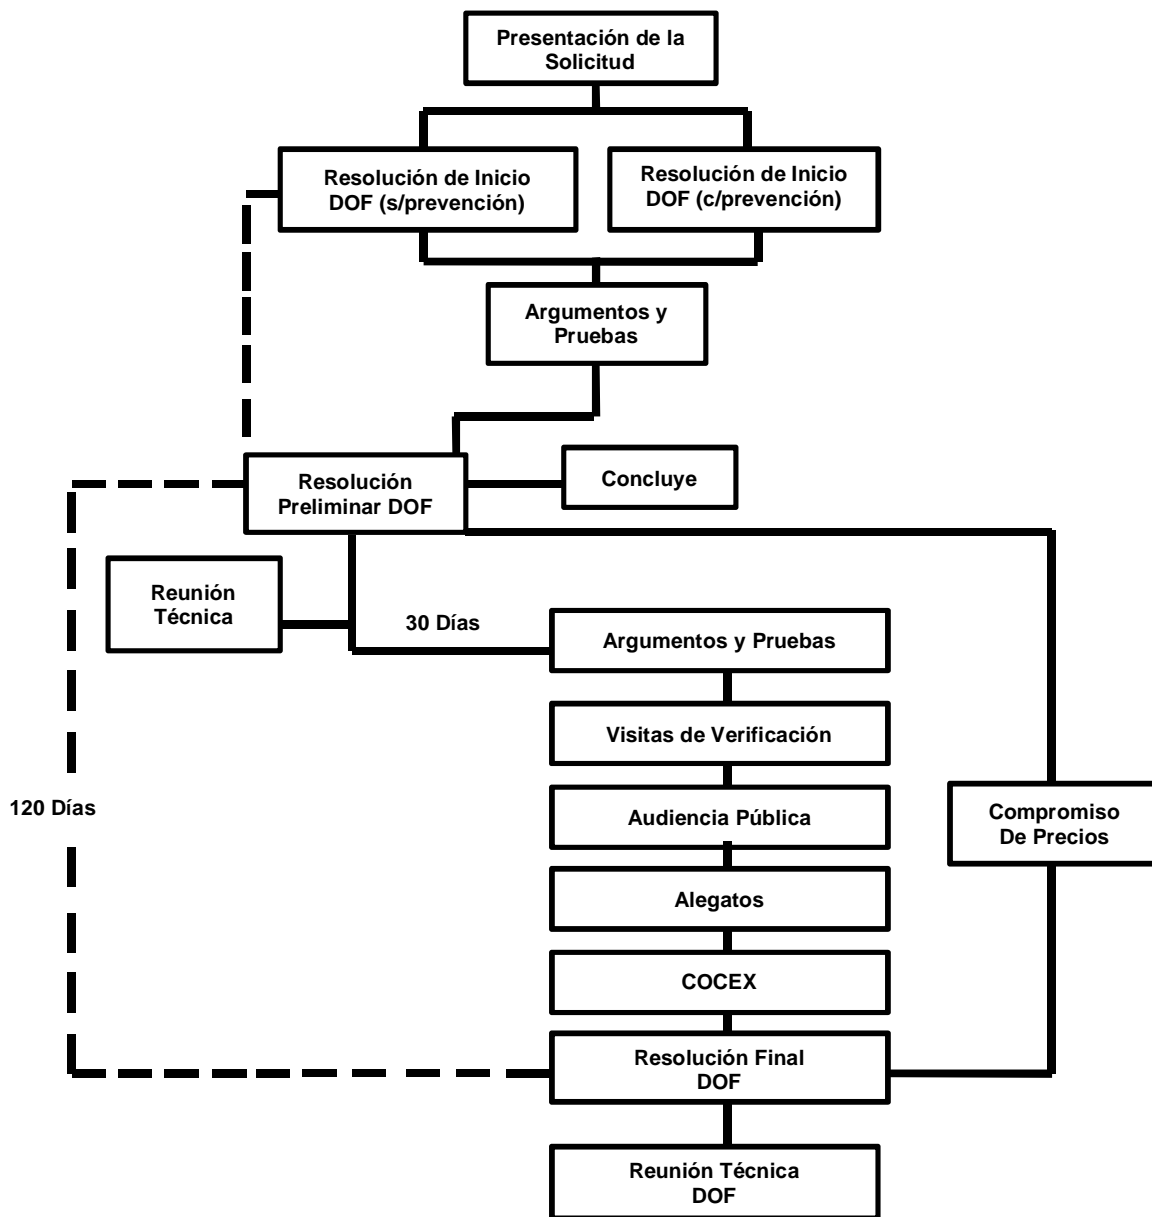 Presentación de la
Solicitud
Resolución de Inicio
DOF (s/prevención)
Resolución de Inicio
DOF (c/prevención)
Argumentos y
Pruebas
Resolución
Preliminar DOF
Concluye
Reunión
Técnica
30 Días
Argumentos y Pruebas
Visitas de Verificación
120 Días
Audiencia Pública
Compromiso
De Precios
Alegatos
COCEX
Resolución Final
DOF
Reunión Técnica
DOF